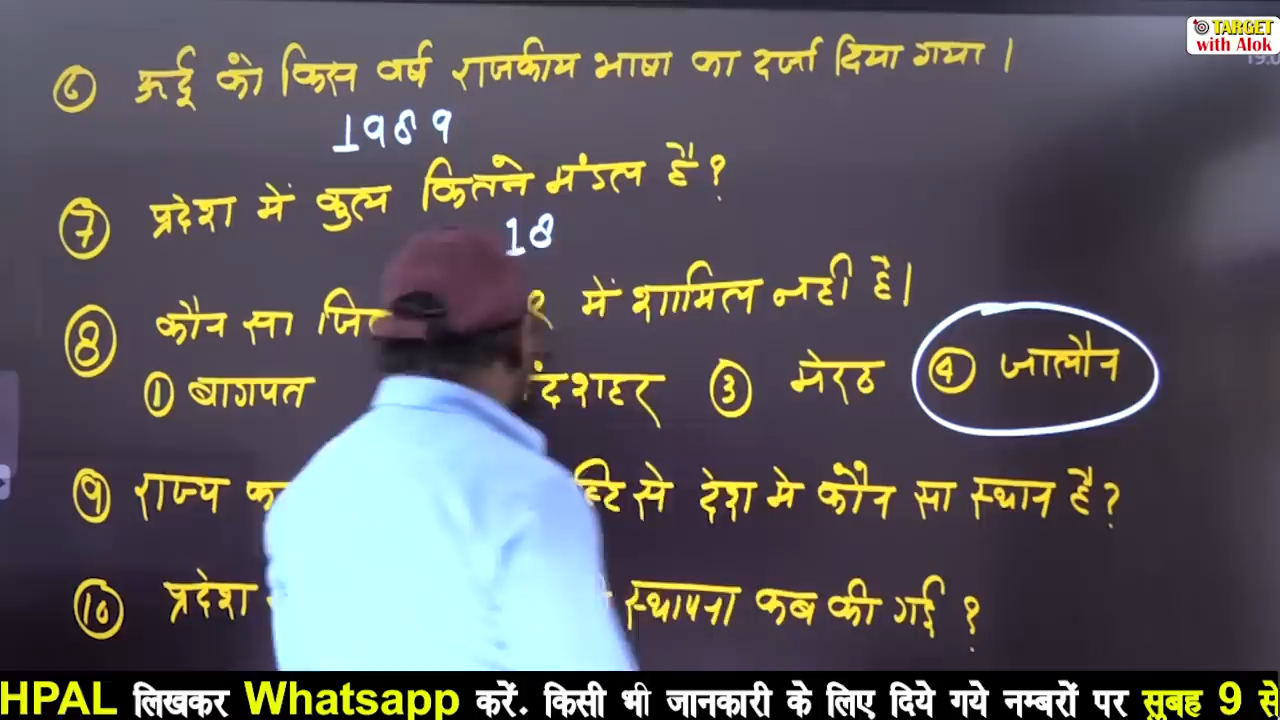 TARGET
with Alok
⑥ ऊर्दू को किस वर्ष राजकीय भाषा का दर्जा दिया गया।
1989
⑦ प्रदेश में कुल कितने मंडल है?
18
⑧ कौन सा में शामिल नही है।
① बागपत ③ मेरठ ④ जालौन
⑨ राज्य से देश मे कौन सा स्थान है?
⑩ प्रदेश स्थापना कब की गई?
HPAL लिखकर Whatsapp करें. किसी भी जानकारी के लिए दिये गये नम्बरों पर सुबह 9 से